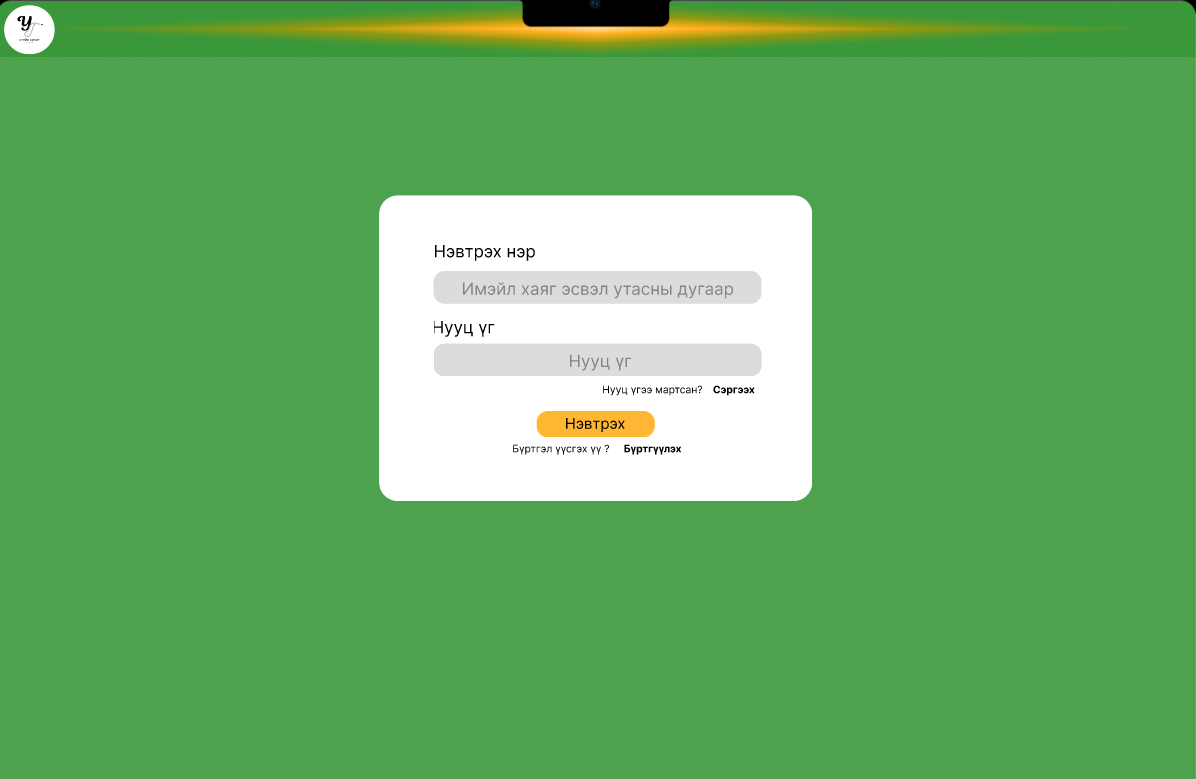 Нэвтрэх нэр
Имэйл хаяг эсвэл утасны дугаар
Нууц үг
Нууц үг
Нууц үгээ мартсан? Сэргээх
Нэвтрэх
Бүртгэл үүсгэх үү ? Бүртгүүлэх